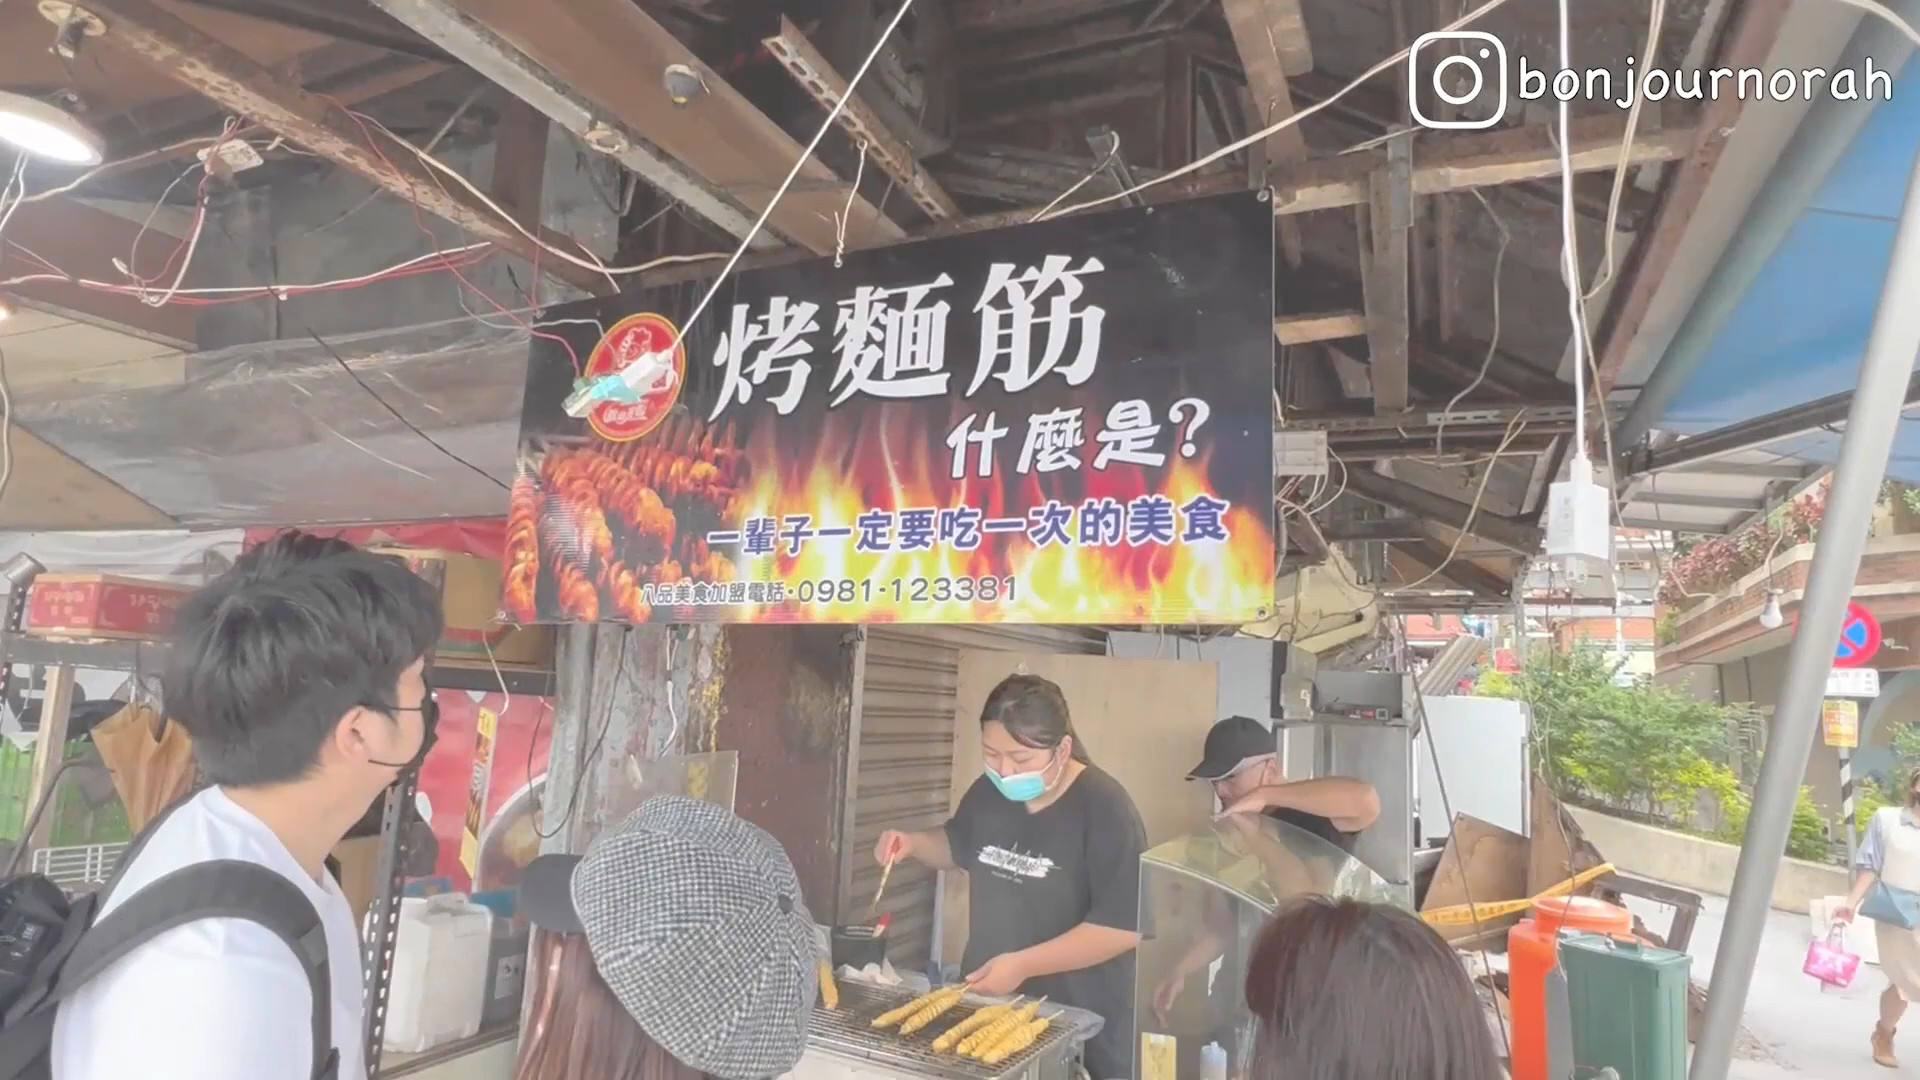 bonjournorah
烤麵筋
什麼是?
一輩子一定要吃一次的美食
八品美食加盟電話·0981-123381